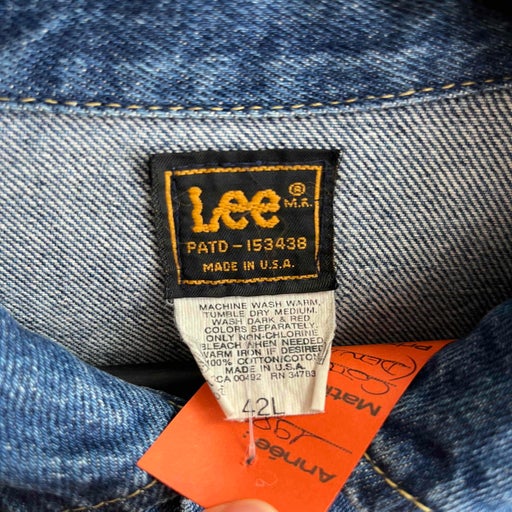 Lee ®
M.R.
PATD-153438
MADE IN U.S.A.
MACHINE WASH WARM,
TUMBLE DRY MEDIUM.
WASH DARK & RED
COLORS SEPARATELY.
ONLY NON-CHLORINE
BLEACH WHEN NEEDED.
WARM IRON IF DESIRED
100% COTTON/COTON
MADE IN U.S.A.
CA 00492 RN 34783
42L
Année